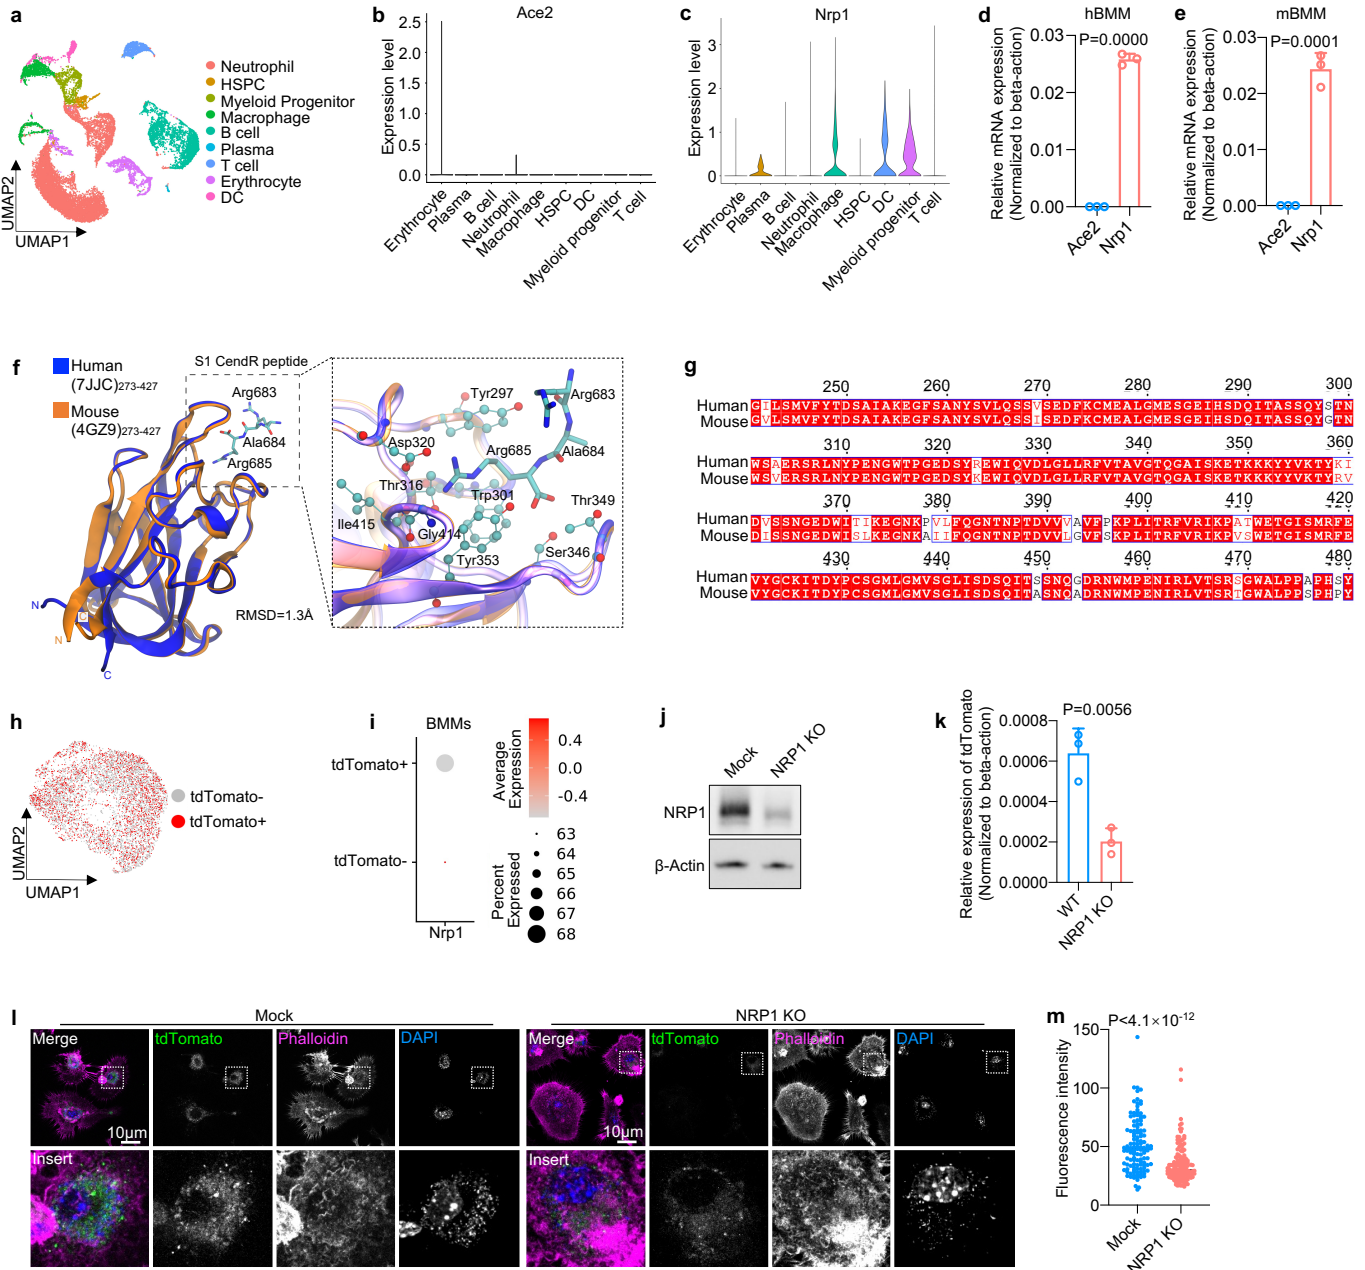 a
Neutrophil
HSPC
Myeloid Progenitor
Macrophage
B cell
Plasma
T cell
Erythrocyte
DC
UMAP2
UMAP1
b
Ace2
Expression level
2.5
2.0
1.5
1.0
0.5
0.0
Erythrocyte
Plasma
B cell
Neutrophil
Macrophage
HSPC
DC
Myeloid progenitor
T cell
c
Nrp1
Expression level
3
2
1
0
Erythrocyte
Plasma
B cell
Neutrophil
Macrophage
HSPC
DC
Myeloid progenitor
T cell
d
hBMM
P=0.0000
Relative mRNA expression
(Normalized to beta-action)
0.03
0.02
0.01
0.00
Ace2
Nrp1
e
mBMM
P=0.0001
Relative mRNA expression
(Normalized to beta-action)
0.03
0.02
0.01
0.00
Ace2
Nrp1
f
Human
(7JJC)273-427
Mouse
(4GZ9)273-427
S1 CendR peptide
Arg683
Ala684
Arg685
N
C
N
C
RMSD=1.3Å
Tyr297
Arg683
Asp320
Arg685
Ala684
Thr316
Trp301
Thr349
Ile415
Gly414
Tyr353
Ser346
g
250 260 270 280 290 300
Human GILSMVFYTDSAIAKEGFSANYSVLQSSVSEDFKCMEALGMESGEIHSDQITASSQYSTN
Mouse GVLSMVFYTDSAIAKEGFSANYSVLQSSISEDFKCMEALGMESGEIHSDQITASSQYGTN
310 320 330 340 350 360
Human WSAERSRLNYPENGWTPGEDSYREWIQVDLGLLRFVTAVGTQGAISKETKKKYYVKTYKI
Mouse WSVERSRLNYPENGWTPGEDSYKEWIQVDLGLLRFVTAVGTQGAISKETKKKYYVKTYRV
370 380 390 400 410 420
Human DVSSNGEDWITIKEGNKPVLFQGNTNPTDVVVAVFPKPLITRFVRIKPATWETGISMRFE
Mouse DISSNGEDWISLKEGNKAIIFQGNTNPTDVVLGVFSKPLITRFVRIKPVSWETGISMRFE
430 440 450 460 470 480
Human VYGCKITDYPCSGMLGMVSGLISDSQITSSNQGDRNWMPENIRLVTSRSGWALPPAPHSY
Mouse VYGCKITDYPCSGMLGMVSGLISDSQITASNQADRNWMPENIRLVTSRTGWALPPSPHPY
h
tdTomato-
tdTomato+
UMAP2
UMAP1
i
BMMs
tdTomato+
tdTomato-
Nrp1
Average
Expression
0.4
0.0
-0.4
Percent
Expressed
63
64
65
66
67
68
j
Mock
NRP1 KO
NRP1
β-Actin
k
P=0.0056
Relative expression of tdTomato
(Normalized to beta-action)
0.0008
0.0006
0.0004
0.0002
0.0000
WT
NRP1 KO
l
Mock
NRP1 KO
Merge
tdTomato
Phalloidin
DAPI
Merge
tdTomato
Phalloidin
DAPI
10μm
10μm
Insert
Insert
m
P<4.1×10-12
Fluorescence intensity
150
100
50
0
Mock
NRP1 KO